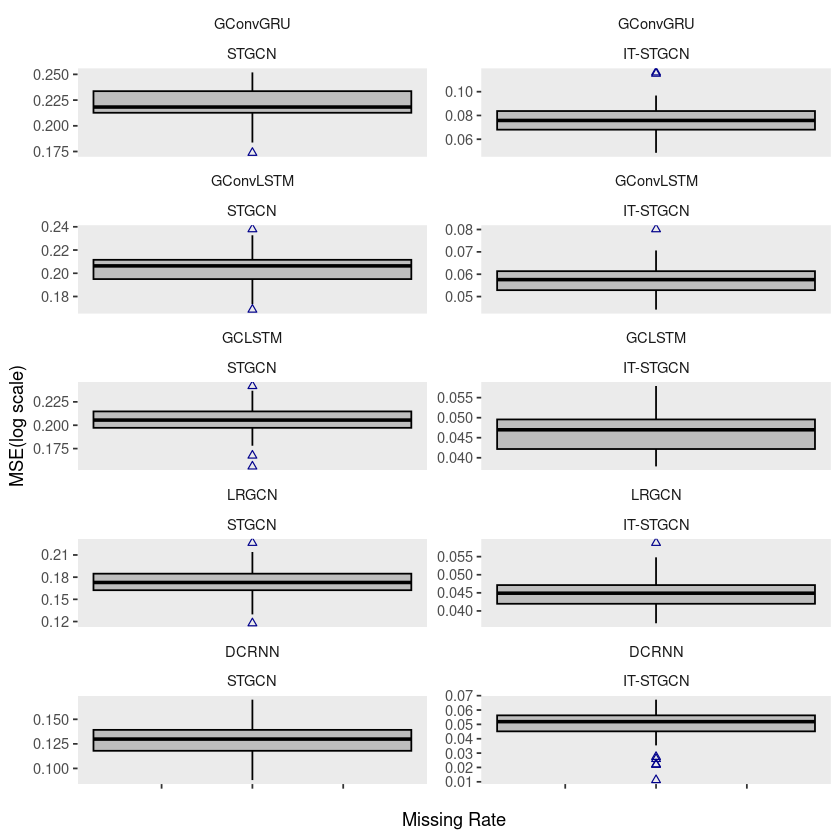 GConvGRU
GConvGRU
STGCN
IT-STGCN
0.250
0.225
0.200
0.175
0.10
0.08
0.06
GConvLSTM
GConvLSTM
STGCN
IT-STGCN
0.24
0.22
0.20
0.18
0.08
0.07
0.06
0.05
GCLSTM
GCLSTM
STGCN
IT-STGCN
0.225
0.200
0.175
0.055
0.050
0.045
0.040
LRGCN
LRGCN
STGCN
IT-STGCN
0.21
0.18
0.15
0.12
0.055
0.050
0.045
0.040
DCRNN
DCRNN
STGCN
IT-STGCN
0.150
0.125
0.100
0.07
0.06
0.05
0.04
0.03
0.02
0.01
MSE(log scale)
Missing Rate